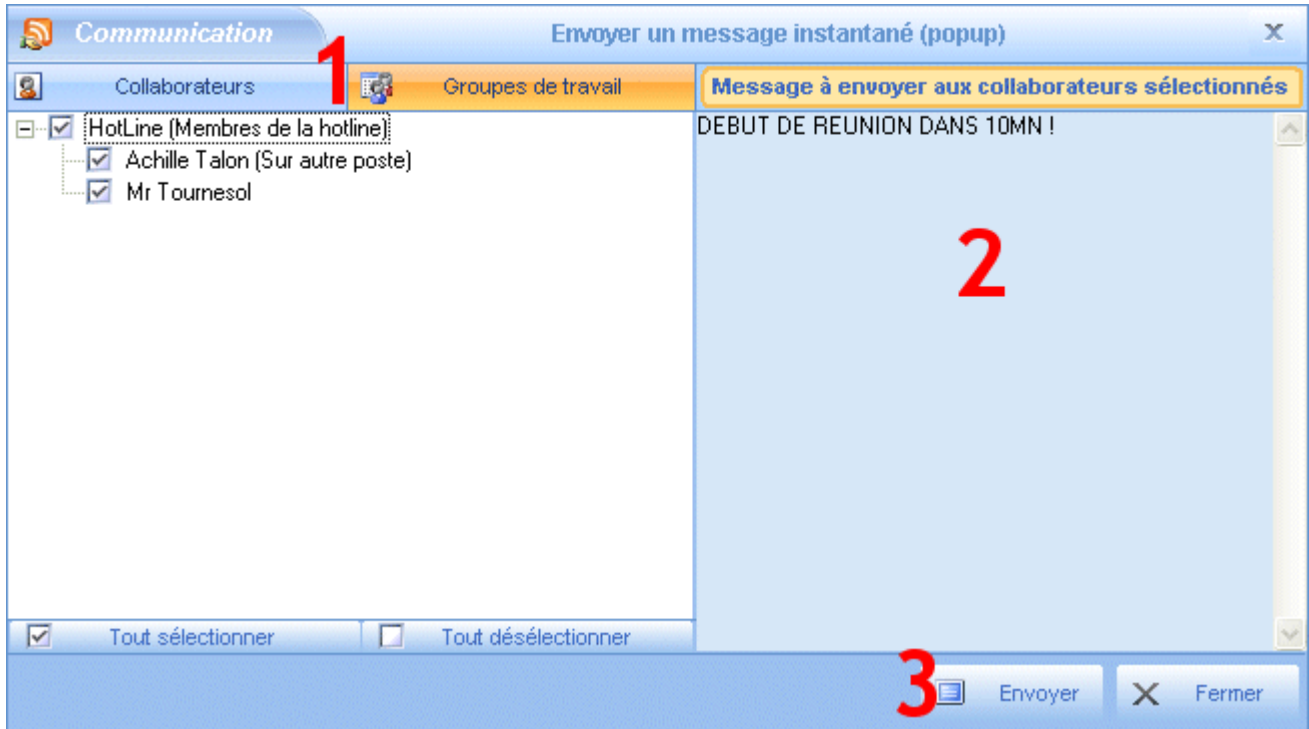 Communication
Envoyer un message instantané (popup)
1
Collaborateurs
Groupes de travail
Message à envoyer aux collaborateurs sélectionnés
HotLine (Membres de la hotline)
Achille Talon (Sur autre poste)
Mr Tournesol
DEBUT DE REUNION DANS 10MN !
2
Tout sélectionner
Tout désélectionner
3
Envoyer
Fermer